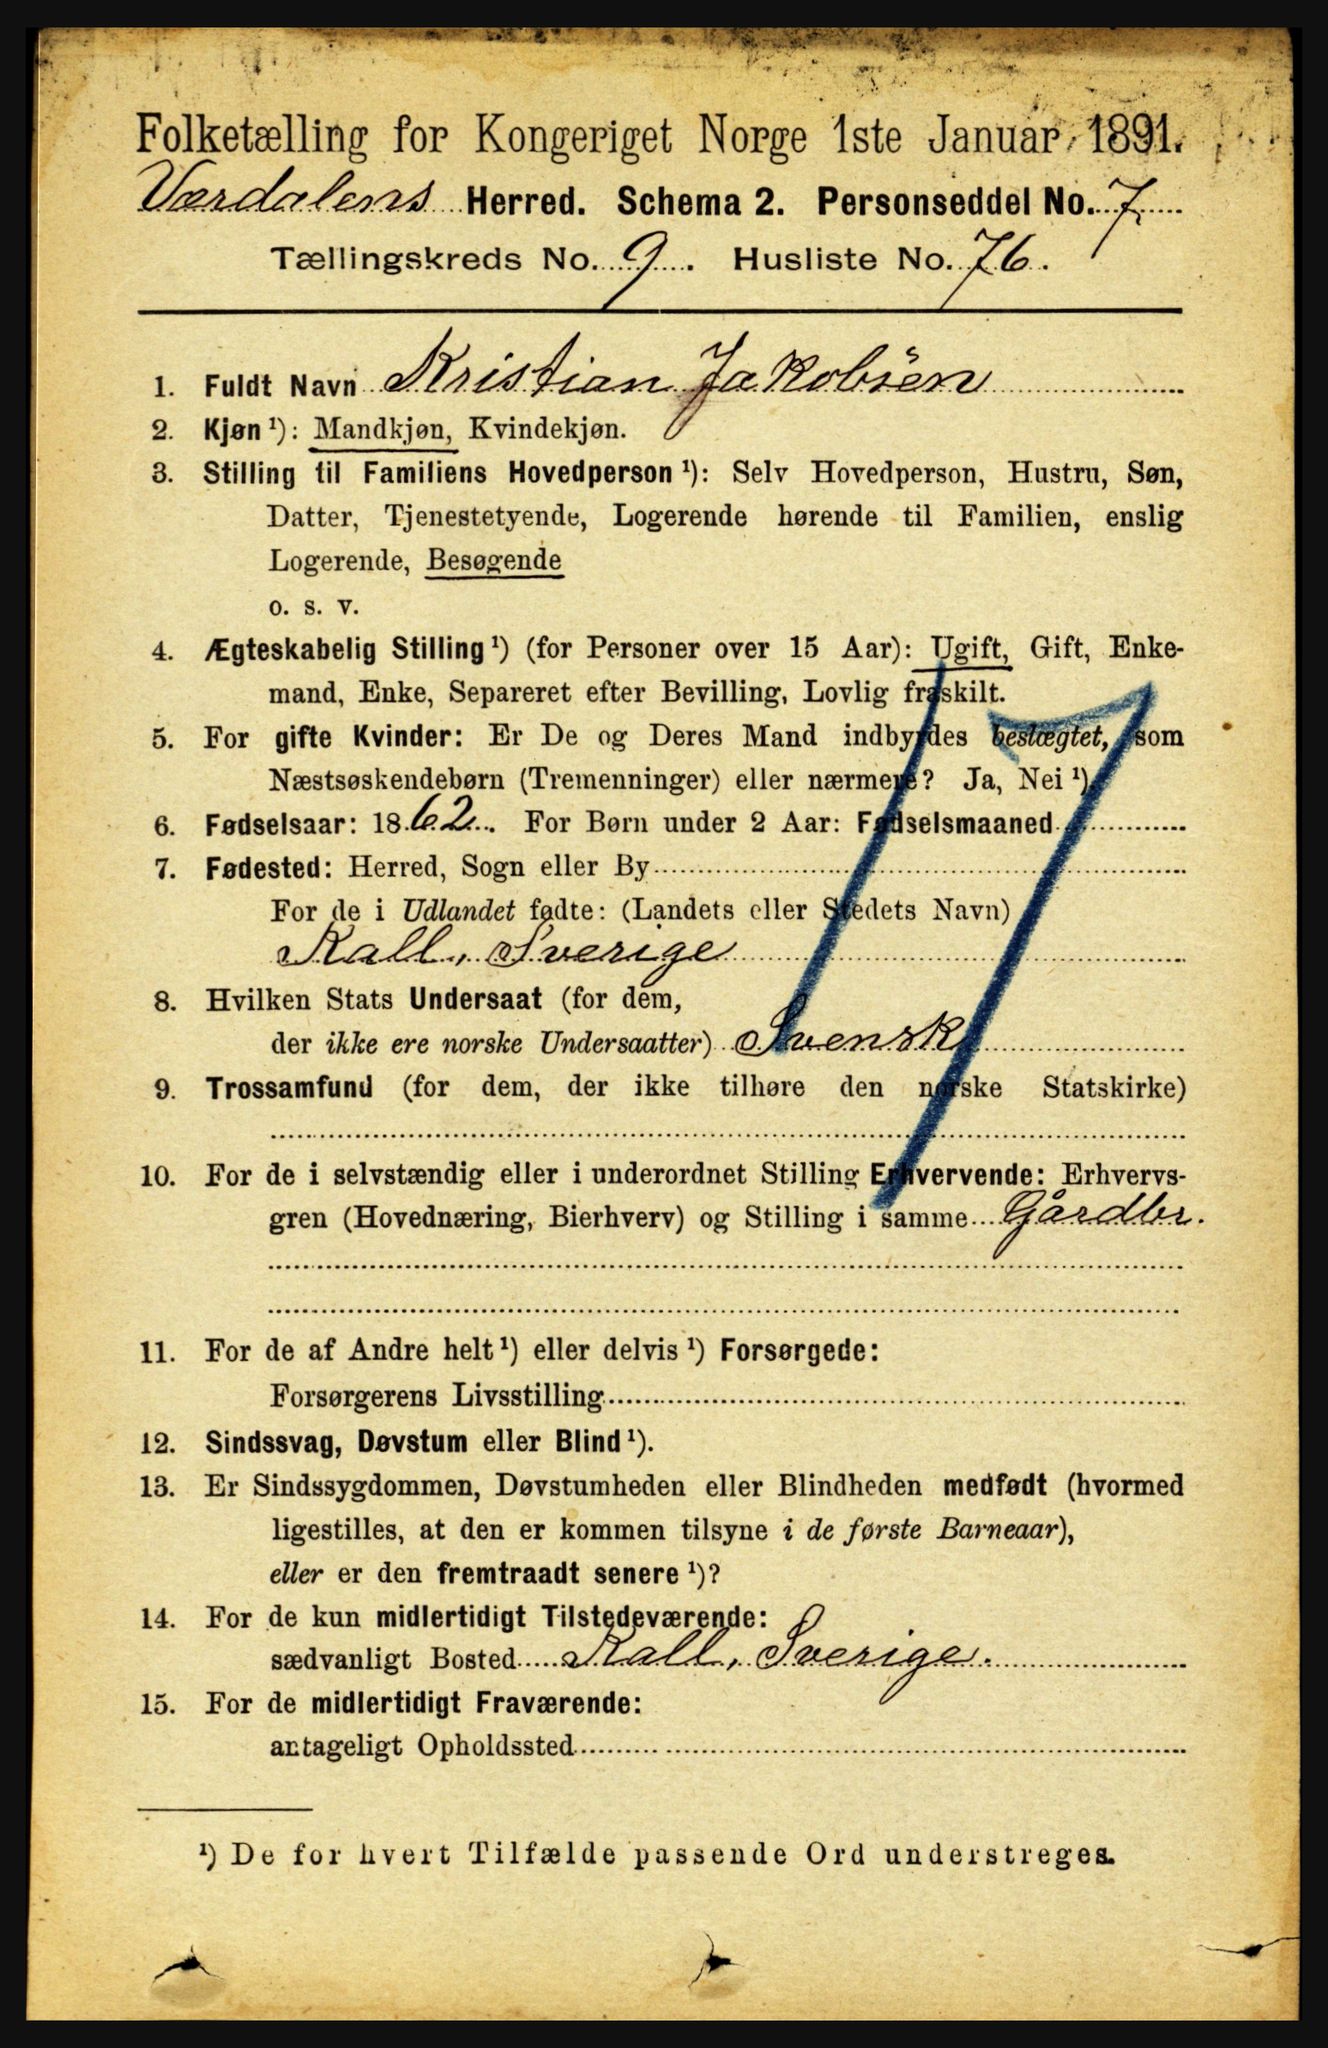 Folketælling for Kongeriget Norge 1ste Januar 1891.
Værdalens Herred. Schema 2. Personseddel No. 7.
Tællingskreds No. 9. Husliste No. 76.
1. Fuldt Navn Kristian Jakobsen
2. Kjøn ¹): Mandkjøn, Kvindekjøn.
3. Stilling til Familiens Hovedperson ¹): Selv Hovedperson, Hustru, Søn,
Datter, Tjenestetyende, Logerende hørende til Familien, enslig
Logerende, Besøgende
o. s. v.
4. Ægteskabelig Stilling ¹) (for Personer over 15 Aar): Ugift, Gift, Enke-
mand, Enke, Separeret efter Bevilling, Lovlig fraskilt.
5. For gifte Kvinder: Er De og Deres Mand indbyrdes beslægtet, som
Næstsøskendebørn (Tremenninger) eller nærmere? Ja, Nei ¹).
6. Fødselsaar: 1862. For Børn under 2 Aar: Fødselsmaaned
7. Fødested: Herred, Sogn eller By
For de i Udlandet fødte: (Landets eller Stedets Navn)
Kall, Sverige
8. Hvilken Stats Undersaat (for dem,
der ikke ere norske Undersaatter) Svensk
9. Trossamfund (for dem, der ikke tilhøre den norske Statskirke)
10. For de i selvstændig eller i underordnet Stilling Erhvervende: Erhvervs-
gren (Hovednæring, Bierhverv) og Stilling i samme Gårdbr.
11. For de af Andre helt ¹) eller delvis ¹) Forsørgede:
Forsørgerens Livsstilling
12. Sindssvag, Døvstum eller Blind ¹).
13. Er Sindssygdommen, Døvstumheden eller Blindheden medfødt (hvormed
ligestilles, at den er kommen tilsyne i de første Barneaar),
eller er den fremtraadt senere ¹)?
14. For de kun midlertidigt Tilstedeværende:
sædvanligt Bosted Kall, Sverige.
15. For de midlertidigt Fraværende:
antageligt Opholdssted
¹) De for hvert Tilfælde passende Ord understreges.